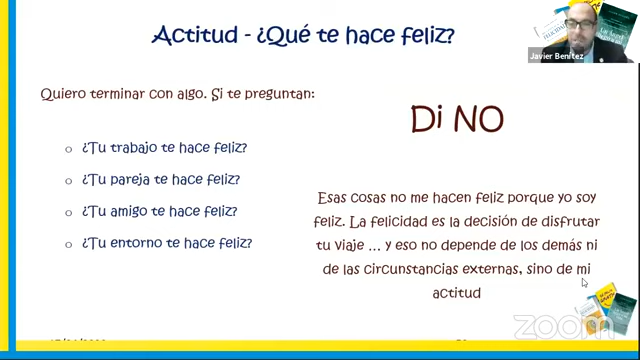 Actitud - ¿Qué te hace feliz?
Javier Benítez
Quiero terminar con algo. Si te preguntan:
Di NO
o ¿Tu trabajo te hace feliz?
o ¿Tu pareja te hace feliz?
o ¿Tu amigo te hace feliz?
o ¿Tu entorno te hace feliz?
Esas cosas no me hacen feliz porque yo soy
feliz. La felicidad es la decisión de disfrutar
tu viaje ... y eso no depende de los demás ni
de las circunstancias externas, sino de mi
actitud
zoom